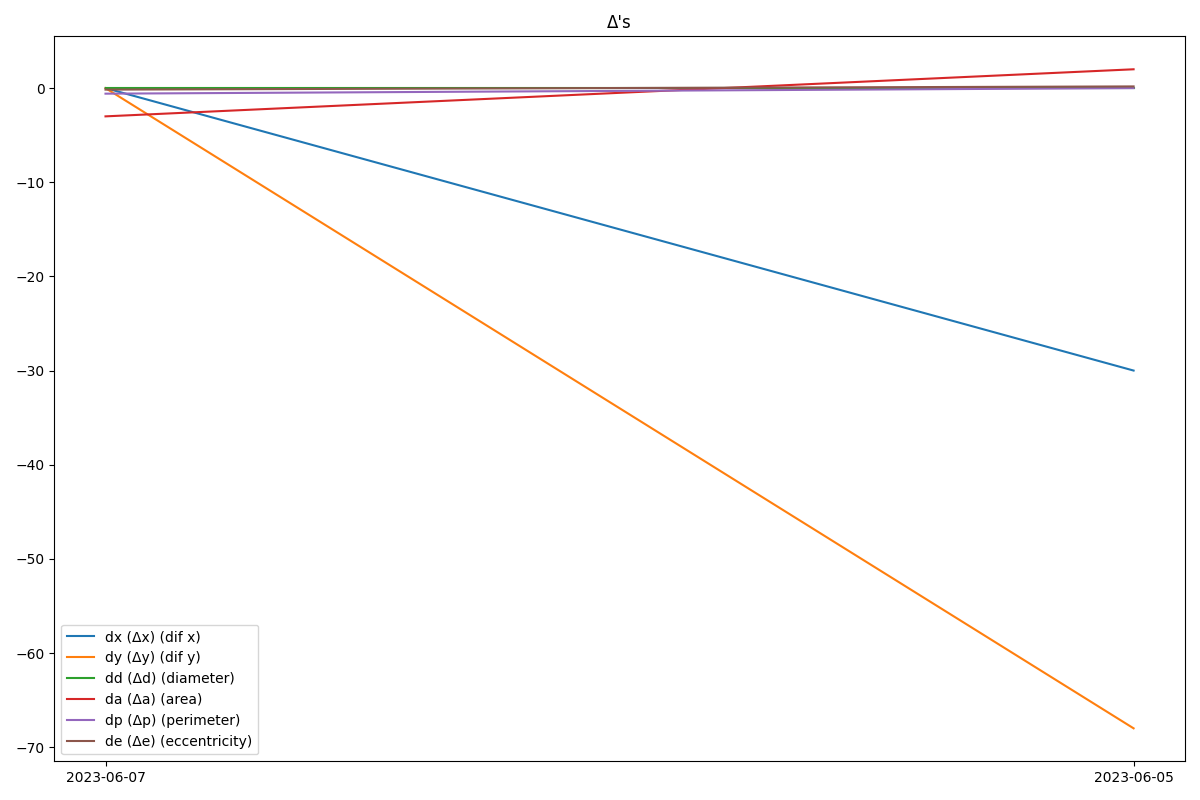 Δ's
0
−10
−20
−30
−40
−50
−60
−70
dx (Δx) (dif x)
dy (Δy) (dif y)
dd (Δd) (diameter)
da (Δa) (area)
dp (Δp) (perimeter)
de (Δe) (eccentricity)
2023-06-07 2023-06-05